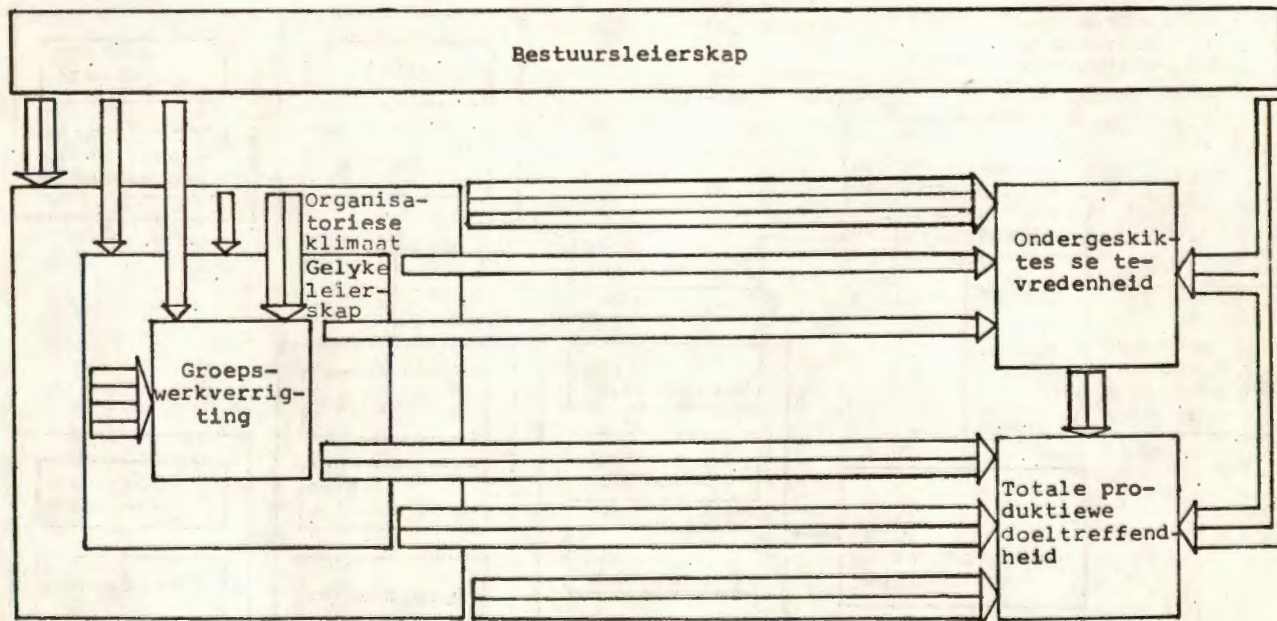 Bestuursleierskap
Organisa-
toriese
klimaat
Gelyke
leier-
skap
Groeps-
werkverrig-
ting
Ondergeskik-
tes se te-
vredenheid
Totale pro-
duktiewe
doeltreffend-
heid